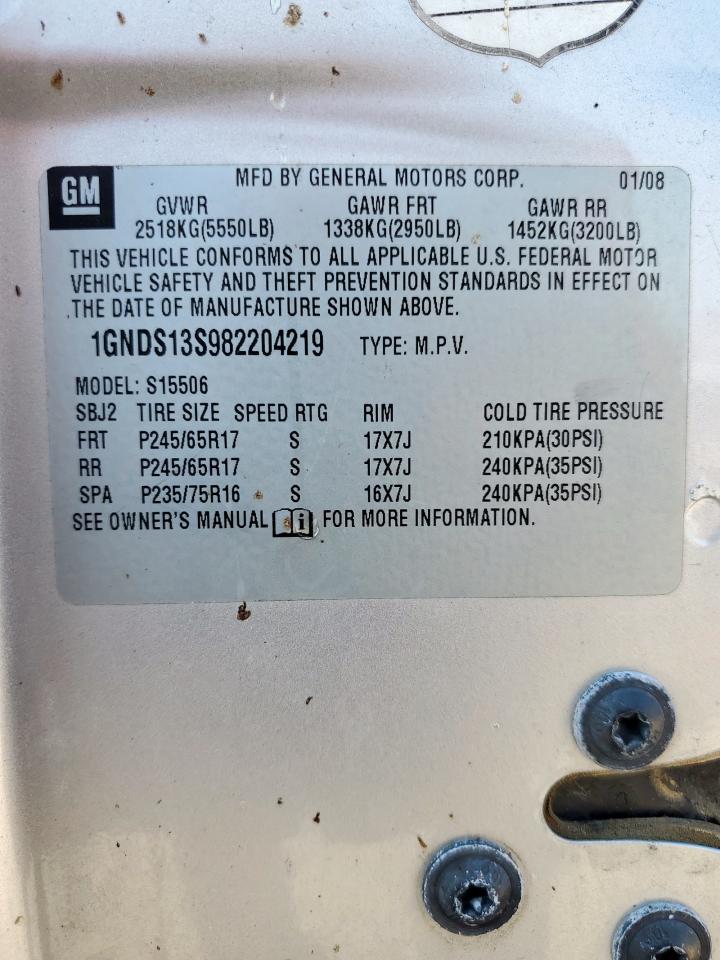 GM MFD BY GENERAL MOTORS CORP. 01/08
GVWR GAWR FRT GAWR RR
2518KG(5550LB) 1338KG(2950LB) 1452KG(3200LB)
THIS VEHICLE CONFORMS TO ALL APPLICABLE U.S. FEDERAL MOTOR
VEHICLE SAFETY AND THEFT PREVENTION STANDARDS IN EFFECT ON
THE DATE OF MANUFACTURE SHOWN ABOVE.
1GNDS13S982204219 TYPE: M.P.V.
MODEL: S15506
SBJ2 TIRE SIZE SPEED RTG RIM COLD TIRE PRESSURE
FRT P245/65R17 S 17X7J 210KPA(30PSI)
RR P245/65R17 S 17X7J 240KPA(35PSI)
SPA P235/75R16 S 16X7J 240KPA(35PSI)
SEE OWNER'S MANUAL i FOR MORE INFORMATION.